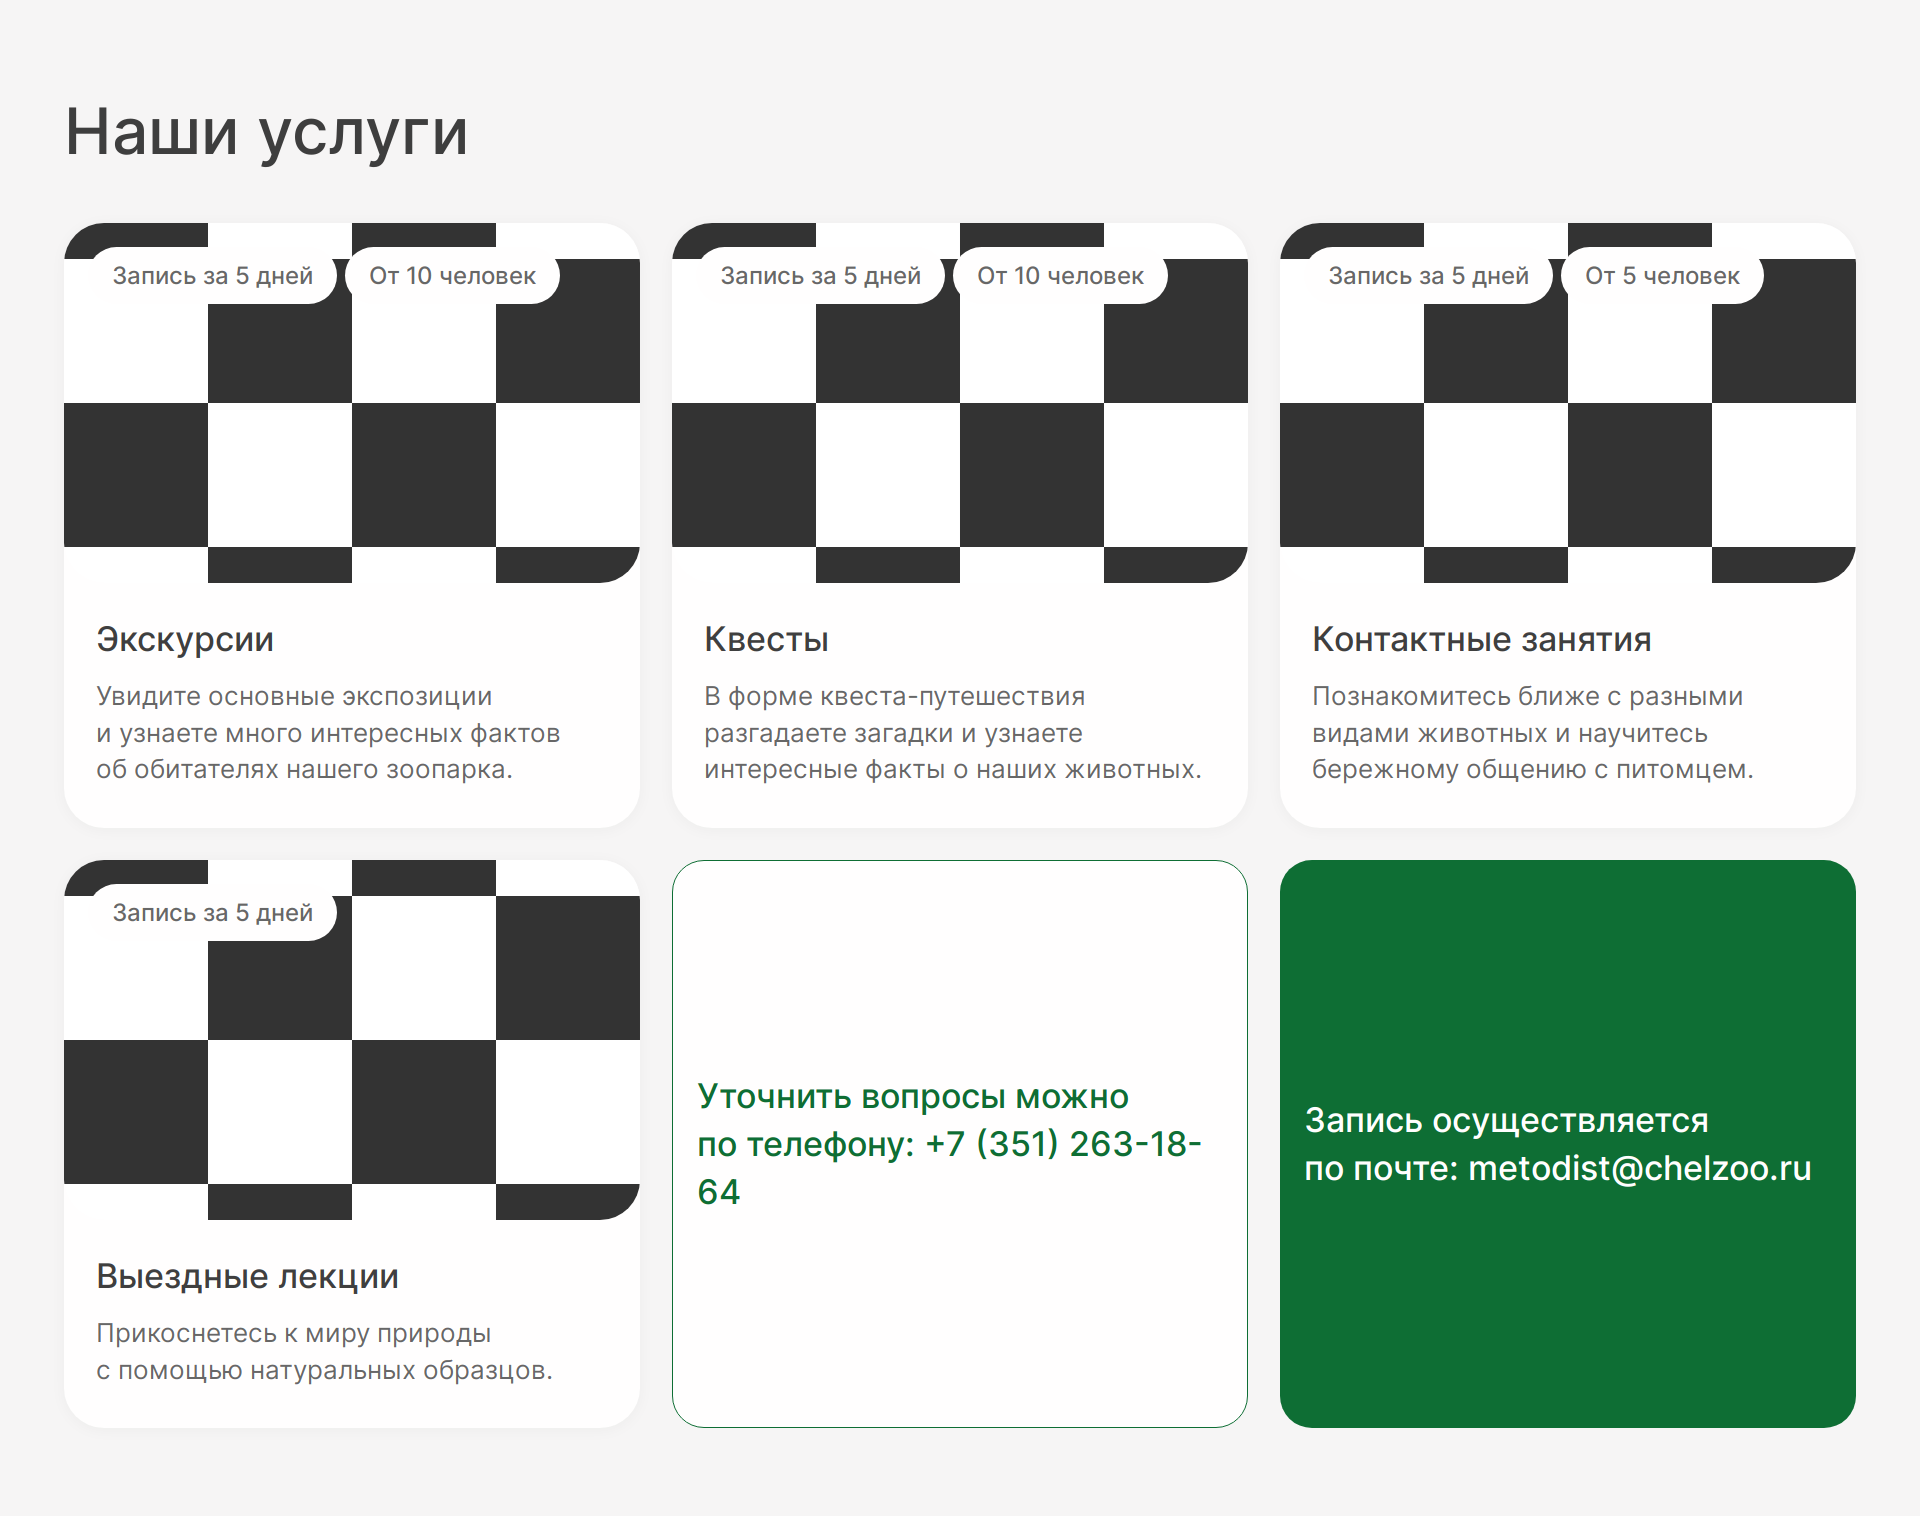 Наши услуги
Запись за 5 дней
От 10 человек
Экскурсии
Увидите основные экспозиции
и узнаете много интересных фактов
об обитателях нашего зоопарка.
Запись за 5 дней
От 10 человек
Квесты
В форме квеста-путешествия
разгадаете загадки и узнаете
интересные факты о наших животных.
Запись за 5 дней
От 5 человек
Контактные занятия
Познакомитесь ближе с разными
видами животных и научитесь
бережному общению с питомцем.
Запись за 5 дней
Выездные лекции
Прикоснетесь к миру природы
с помощью натуральных образцов.
Уточнить вопросы можно
по телефону: +7 (351) 263-18-
64
Запись осуществляется
по почте: metodist@chelzoo.ru